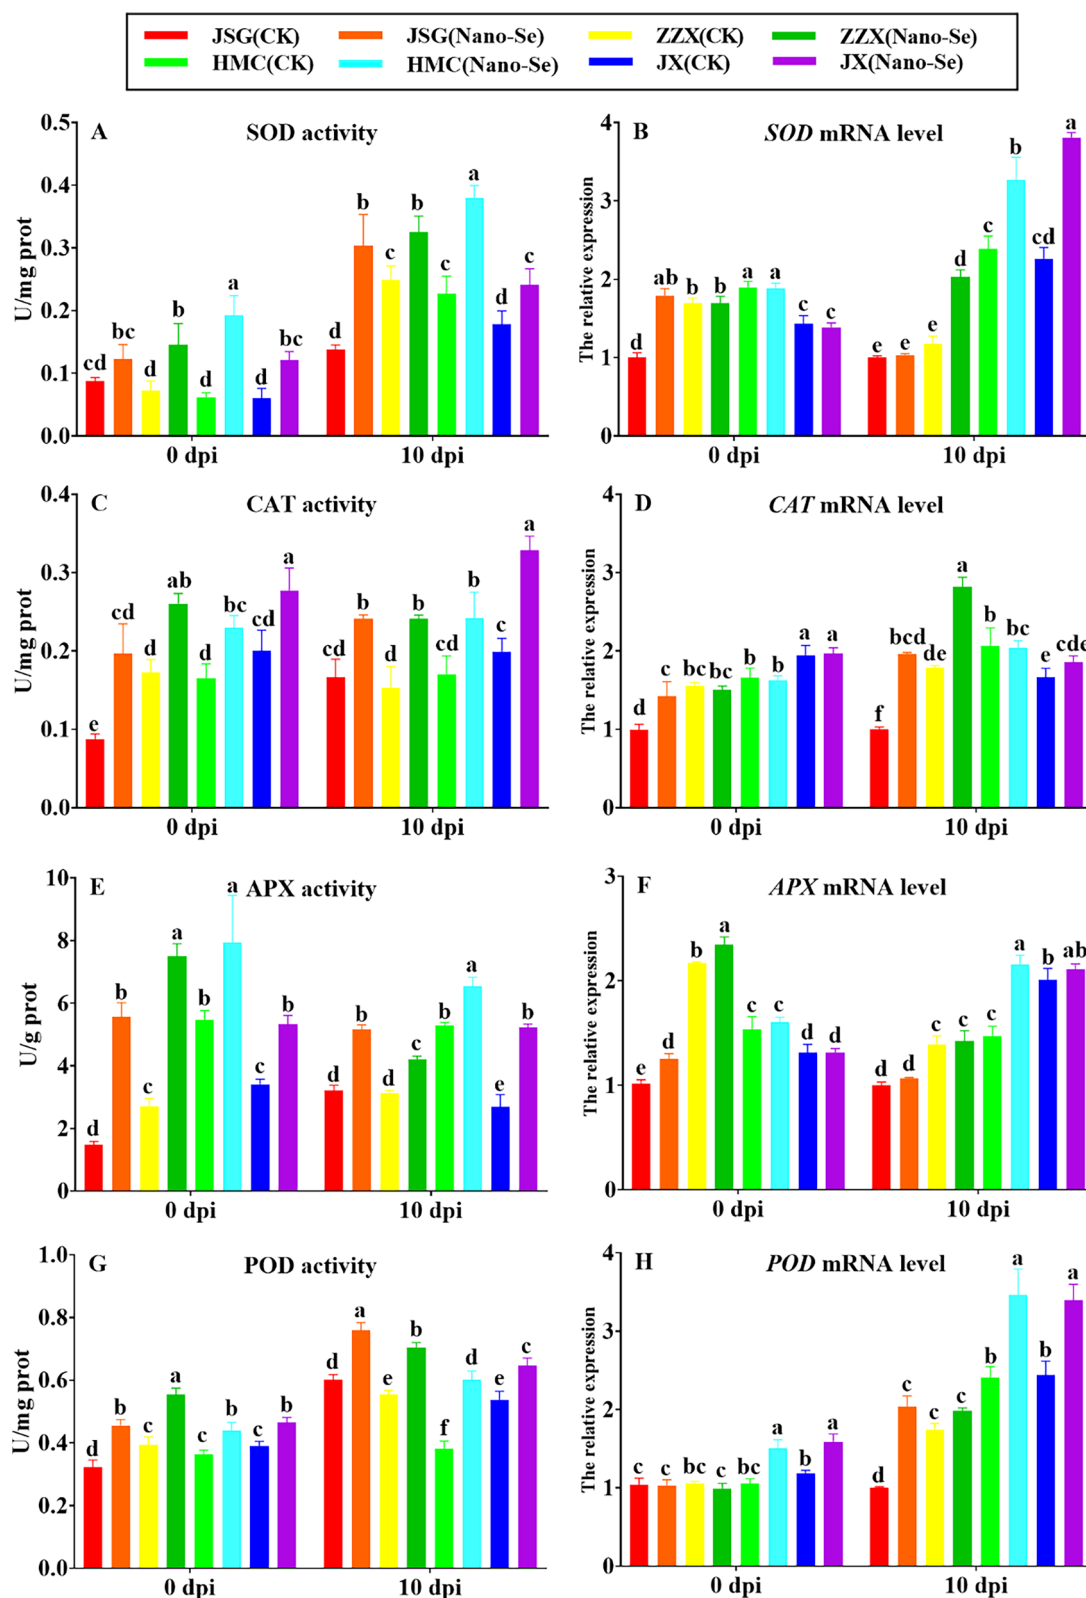 JSG(CK) JSG(Nano-Se) ZZX(CK) ZZX(Nano-Se)
HMC(CK) HMC(Nano-Se) JX(CK) JX(Nano-Se)
A SOD activity
U/mg prot
0.5
0.4
0.3
0.2
0.1
0.0
cd bc d b d a d bc
d b c b c a d c
0 dpi 10 dpi
B SOD mRNA level
The relative expression
4
3
2
1
0
d ab b b a a c c
e e e d c b cd a
0 dpi 10 dpi
C CAT activity
U/mg prot
0.4
0.3
0.2
0.1
0.0
e cd d ab d bc cd a
cd b d b cd b c a
0 dpi 10 dpi
D CAT mRNA level
The relative expression
4
3
2
1
0
d c bc bc b b a a
f bcd de a b bc e cde
0 dpi 10 dpi
E APX activity
U/g prot
10
8
6
4
2
0
d b c a b a c b
d b d c b a e b
0 dpi 10 dpi
F APX mRNA level
The relative expression
3
2
1
0
e d b a c c d d
d d c c c a b ab
0 dpi 10 dpi
G POD activity
U/mg prot
1.0
0.8
0.6
0.4
0.2
0.0
d b c a c b c b
d a e b f d e c
0 dpi 10 dpi
H POD mRNA level
The relative expression
4
3
2
1
0
c c bc c bc a b a
d c c c b a b a
0 dpi 10 dpi